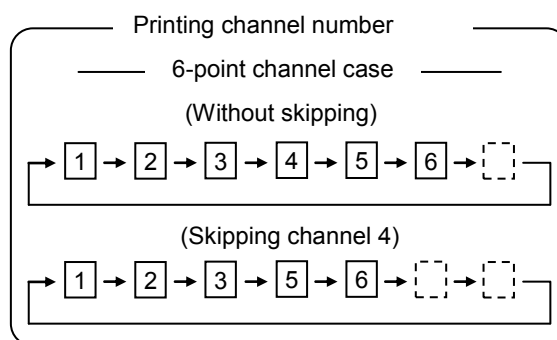 Printing channel number
6-point channel case
(Without skipping)
1 2 3 4 5 6
(Skipping channel 4)
1 2 3 5 6